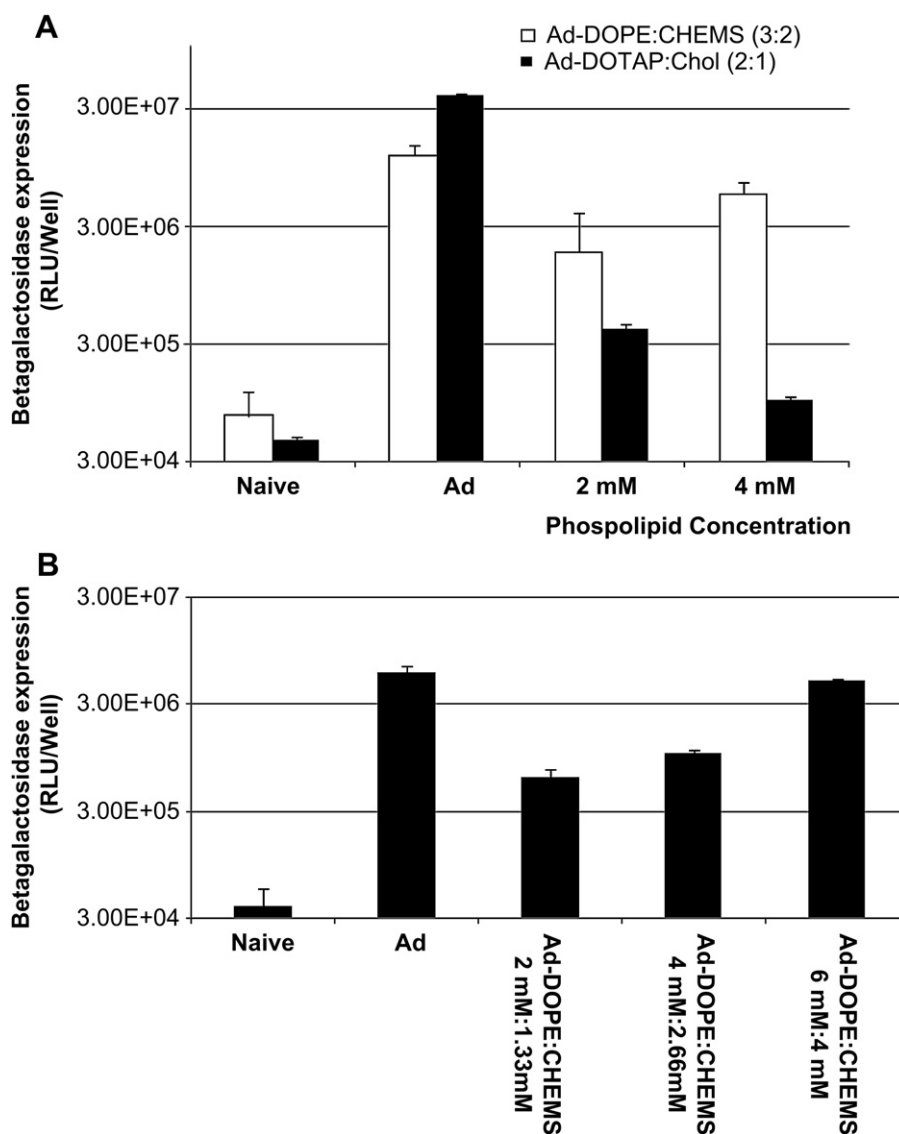 A
Ad-DOPE:CHEMS (3:2)
Ad-DOTAP:Chol (2:1)
Betagalactosidase expression
(RLU/Well)
3.00E+07
3.00E+06
3.00E+05
3.00E+04
Naive
Ad
2 mM
4 mM
Phospolipid Concentration
B
Betagalactosidase expression
(RLU/Well)
3.00E+07
3.00E+06
3.00E+05
3.00E+04
Naive
Ad
Ad-DOPE:CHEMS
2 mM:1.33mM
Ad-DOPE:CHEMS
4 mM:2.66mM
Ad-DOPE:CHEMS
6 mM:4 mM